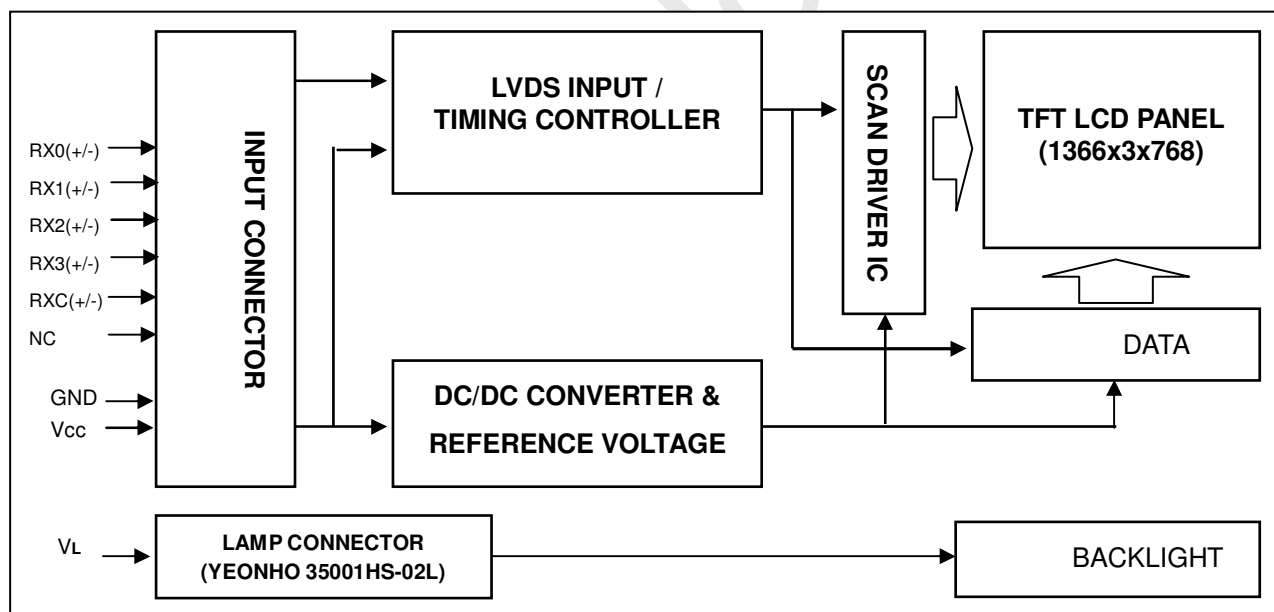 RX0(+/-)
RX1(+/-)
RX2(+/-)
RX3(+/-)
RXC(+/-)
NC
GND
Vcc
INPUT CONNECTOR
LVDS INPUT /
TIMING CONTROLLER
SCAN DRIVER IC
TFT LCD PANEL
(1366x3x768)
DATA
DC/DC CONVERTER &
REFERENCE VOLTAGE
VL
LAMP CONNECTOR
(YEONHO 35001HS-02L)
BACKLIGHT